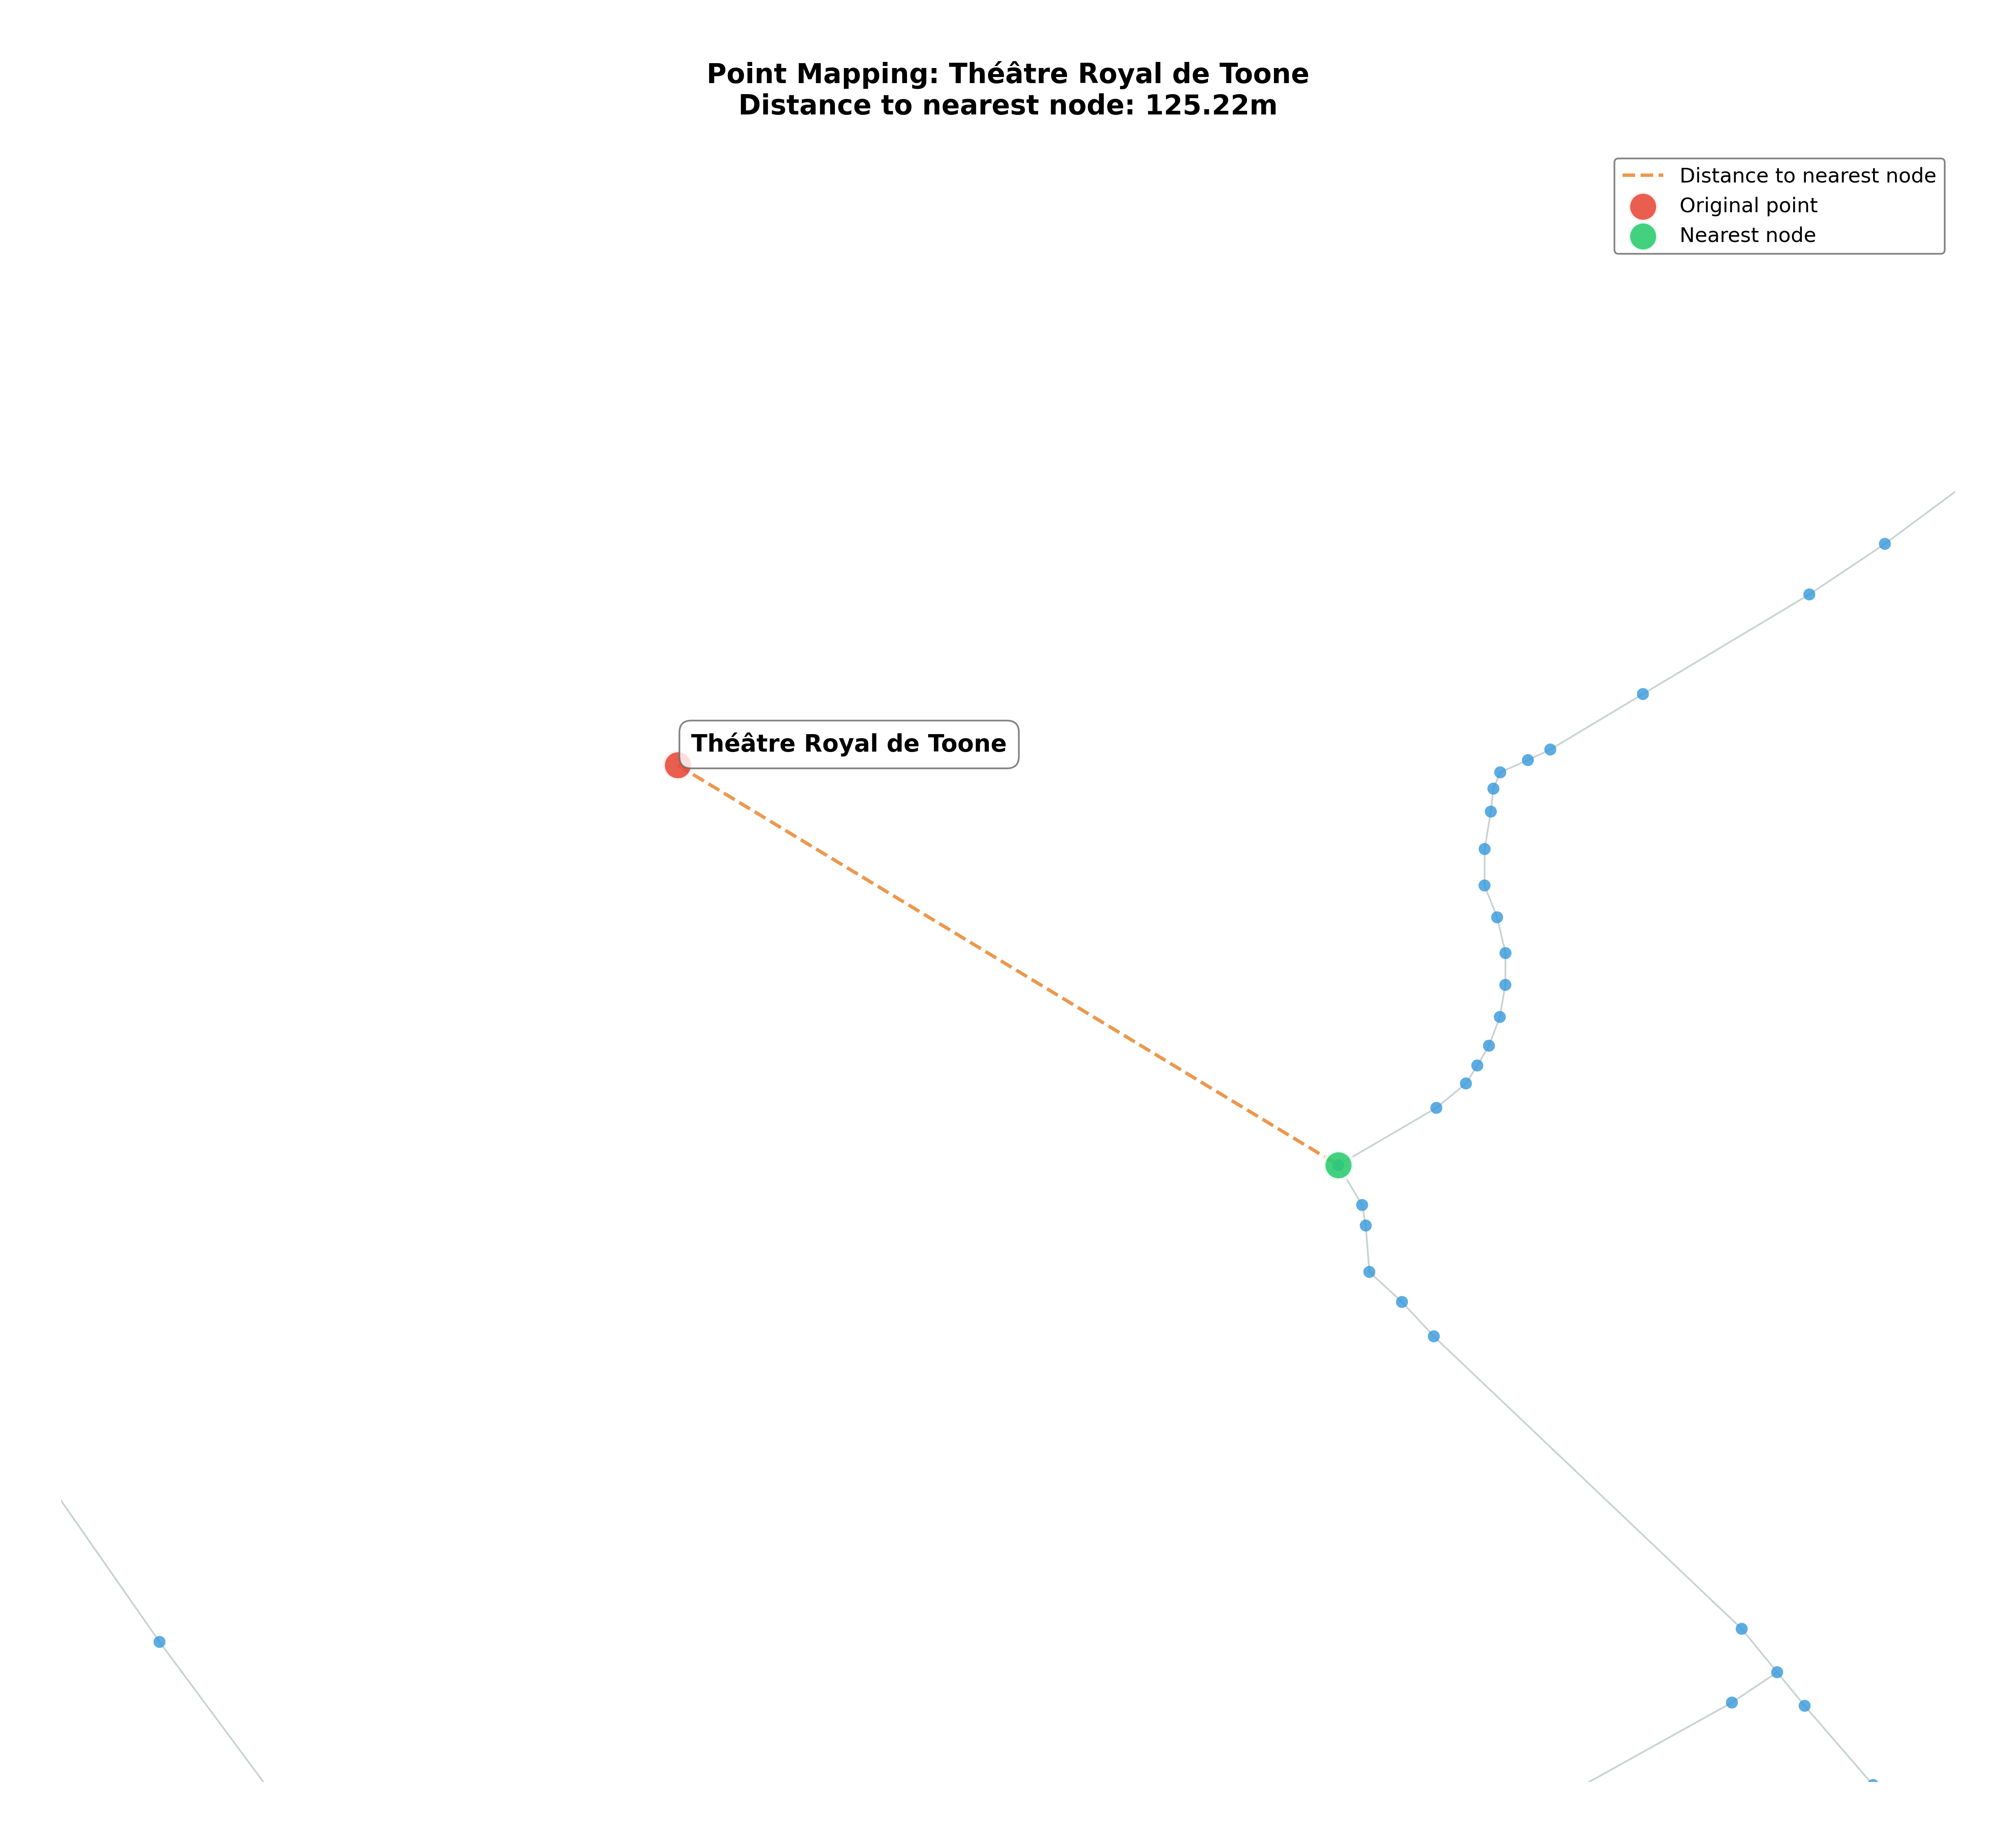 Point Mapping: Théâtre Royal de Toone
Distance to nearest node: 125.22m
Distance to nearest node
Original point
Nearest node
Théâtre Royal de Toone